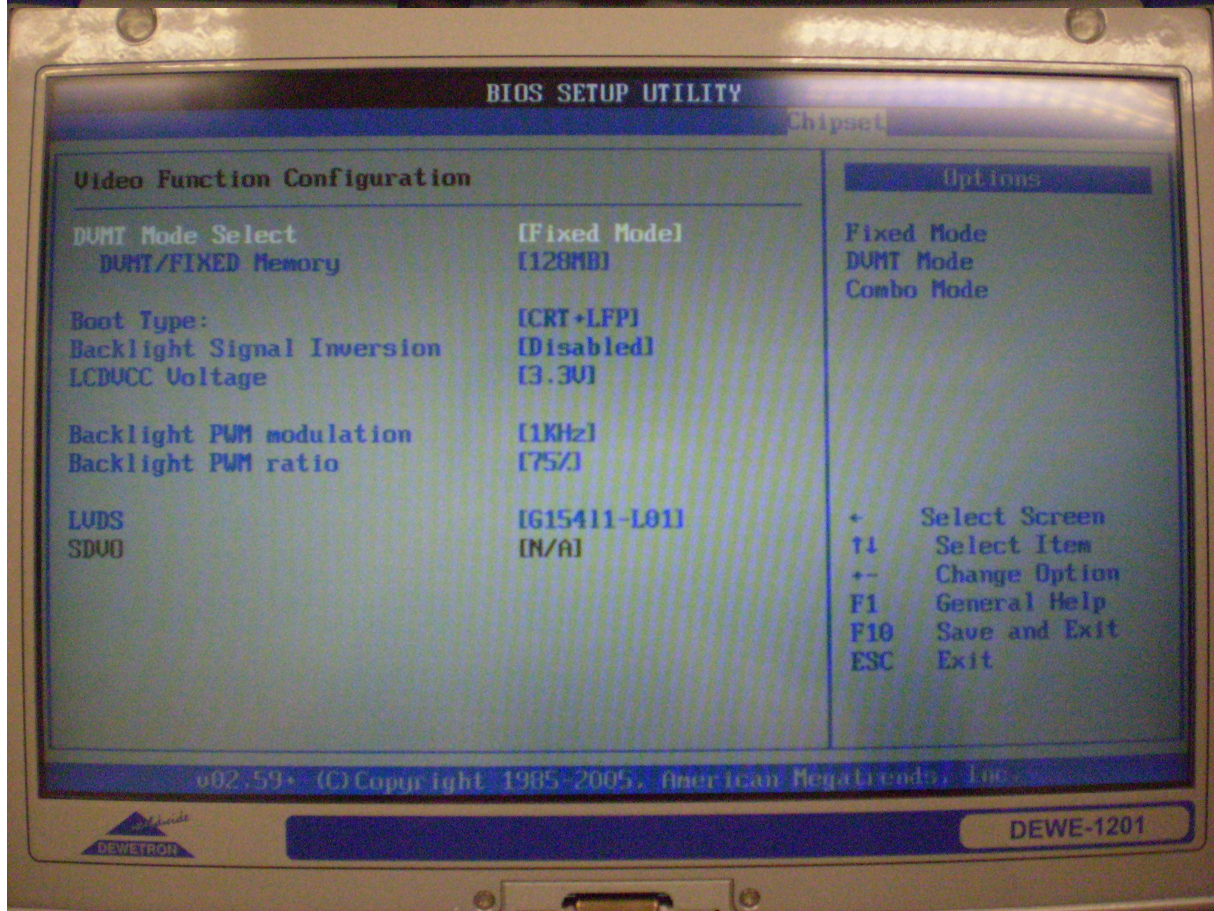 BIOS SETUP UTILITY
Chipset
Video Function Configuration
DVMT Mode Select [Fixed Mode]
DVMT/FIXED Memory [128MB]
Boot Type: [CRT+LFP]
Backlight Signal Inversion [Disabled]
LCDVCC Voltage [3.3V]
Backlight PWM modulation [1KHz]
Backlight PWM ratio [75%]
LVDS [G154I1-L01]
SDVO [N/A]
Options
Fixed Mode
DVMT Mode
Combo Mode
← Select Screen
↑↓ Select Item
+- Change Option
F1 General Help
F10 Save and Exit
ESC Exit
v02.59+ (C)Copyright 1985-2005, American Megatrends, Inc.
worldwide
DEWETRON
DEWE-1201